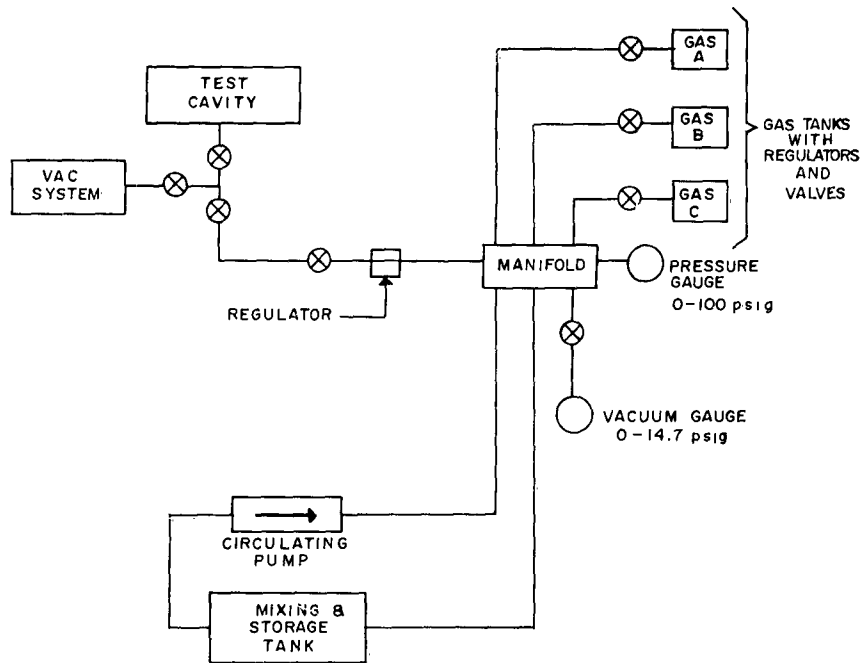 GAS
A
TEST
CAVITY
GAS
B
GAS TANKS
WITH
REGULATORS
AND
VALVES
VAC
SYSTEM
GAS
C
MANIFOLD
PRESSURE
GAUGE
0-100 psig
REGULATOR
VACUUM GAUGE
0-14.7 psig
CIRCULATING
PUMP
MIXING &
STORAGE
TANK